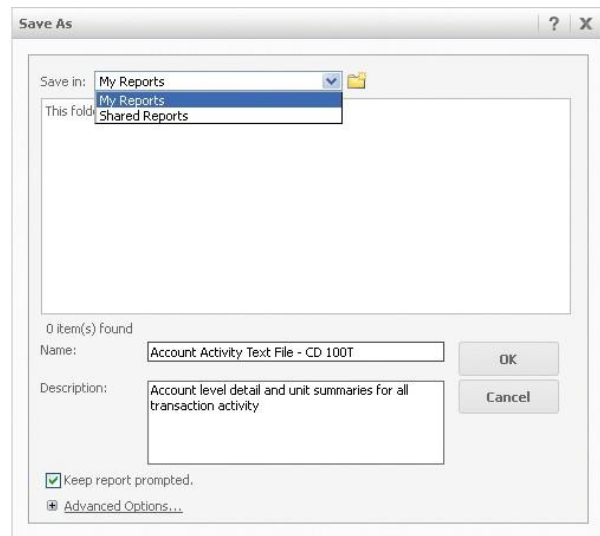 Save As
? X
Save in: My Reports
My Reports
Shared Reports
This
0 item(s) found
Name: Account Activity Text File - CD 100T
OK
Description: Account level detail and unit summaries for all
transaction activity
Cancel
Keep report prompted.
Advanced Options...